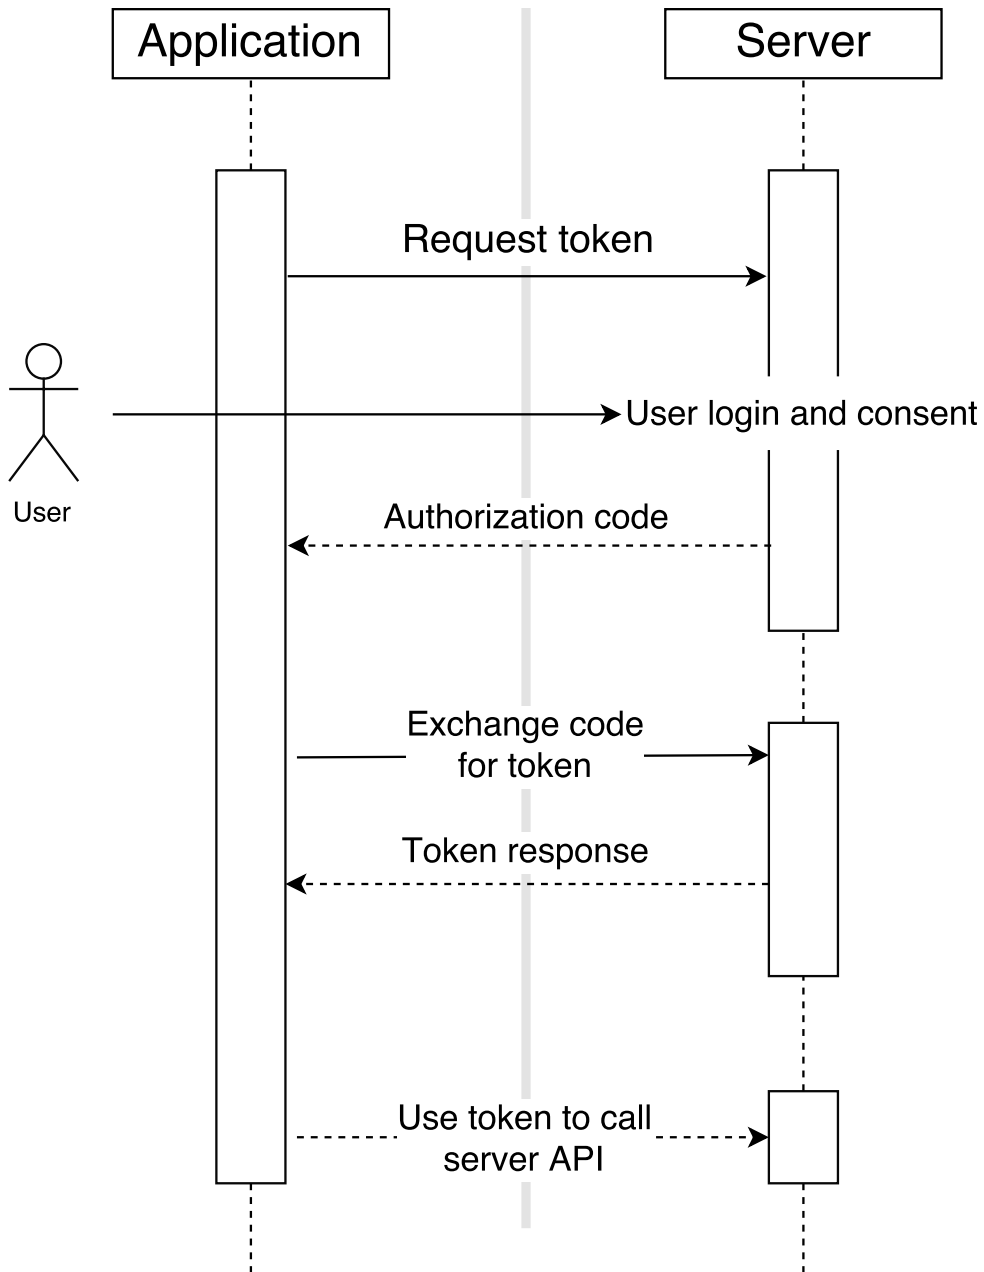 Application
Server
Request token
User login and consent
User
Authorization code
Exchange code
for token
Token response
Use token to call
server API